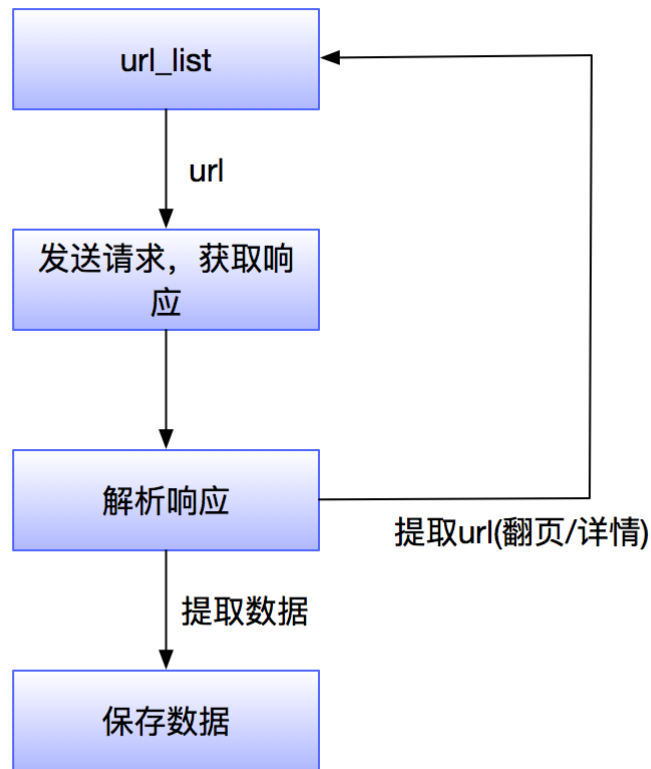 url_list
url
发送请求，获取响
应
解析响应
提取url(翻页/详情)
提取数据
保存数据